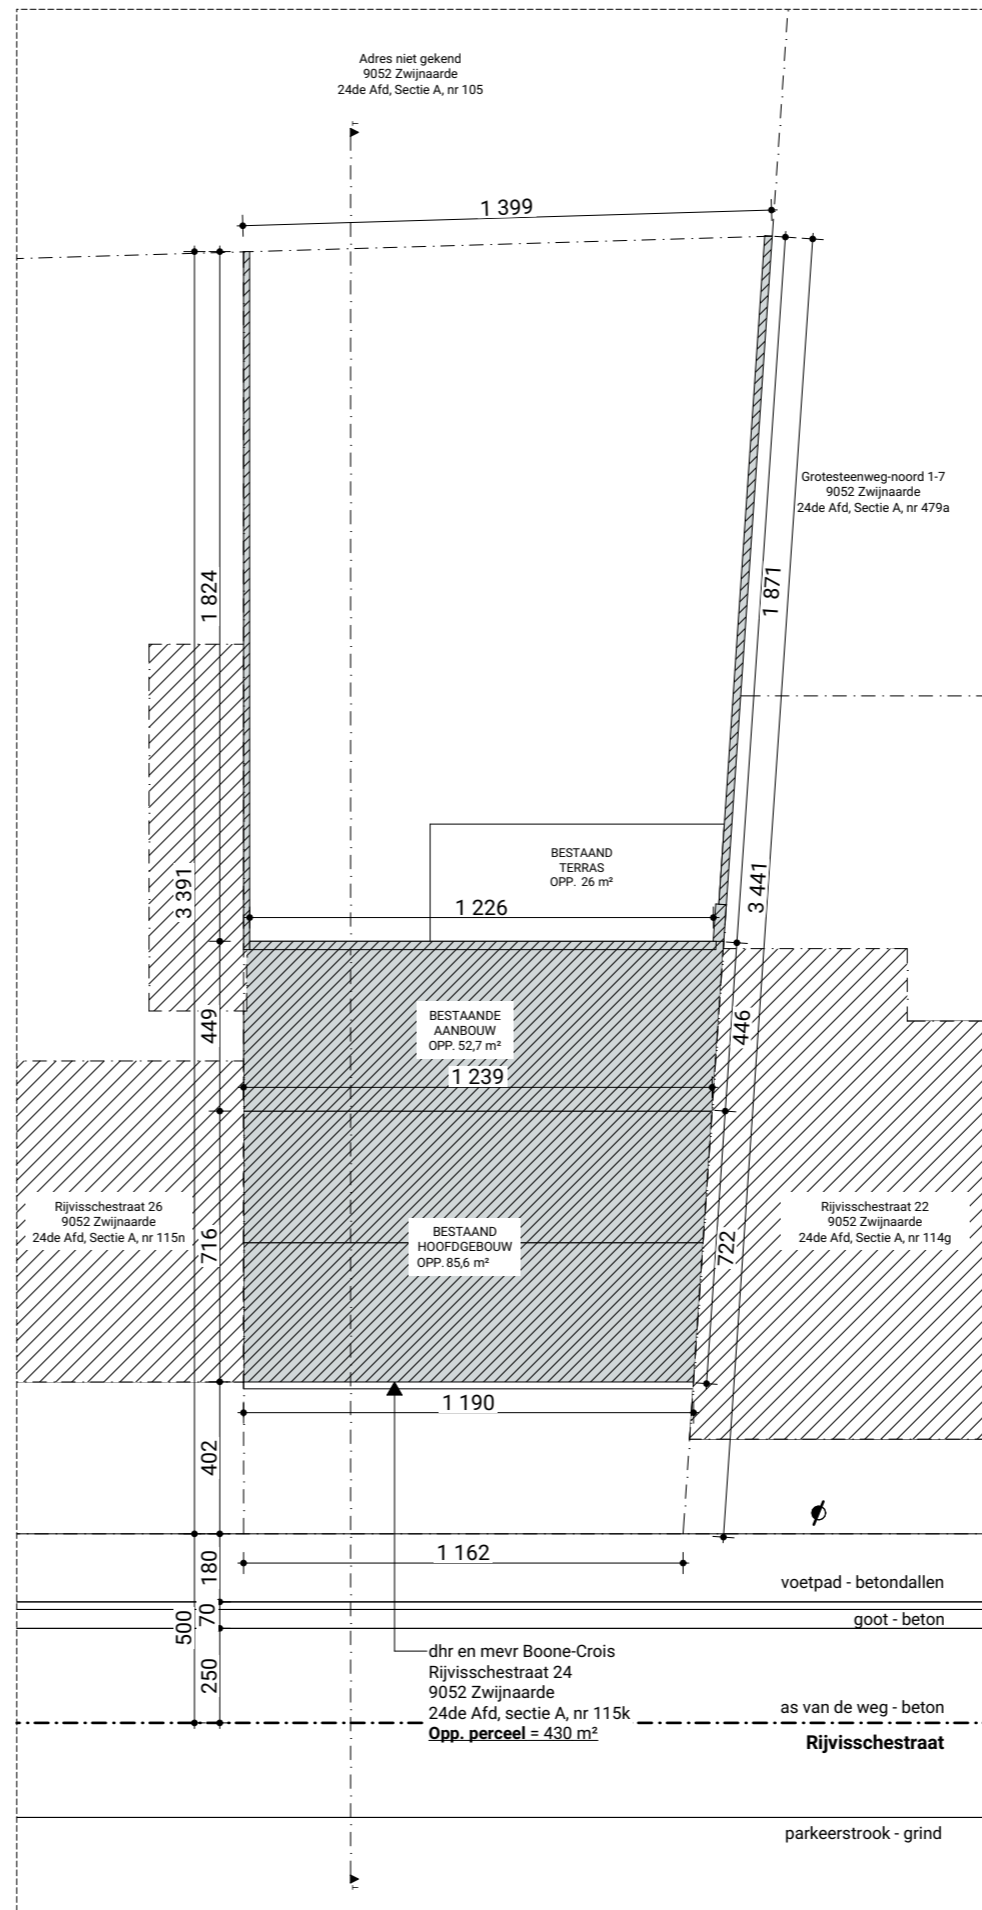 Adres niet gekend
9052 Zwijnaarde
24de Afd, Sectie A, nr 105
1 399
Grotesteenweg-noord 1-7
9052 Zwijnaarde
24de Afd, Sectie A, nr 479a
1 824
1 871
3 391
3 441
BESTAAND
TERRAS
OPP. 26 m²
1 226
449
BESTAANDE
AANBOUW
OPP. 52,7 m²
446
1 239
Rijvisschestraat 26
9052 Zwijnaarde
24de Afd, Sectie A, nr 115n
716
BESTAAND
HOOFDGEBOUW
OPP. 85,6 m²
722
Rijvisschestraat 22
9052 Zwijnaarde
24de Afd, Sectie A, nr 114g
1 190
402
1 162
180
70
500
250
voetpad - betondallen
goot - beton
dhr en mevr Boone-Crois
Rijvisschestraat 24
9052 Zwijnaarde
24de Afd, sectie A, nr 115k
Opp. perceel = 430 m²
as van de weg - beton
Rijvisschestraat
parkeerstrook - grind